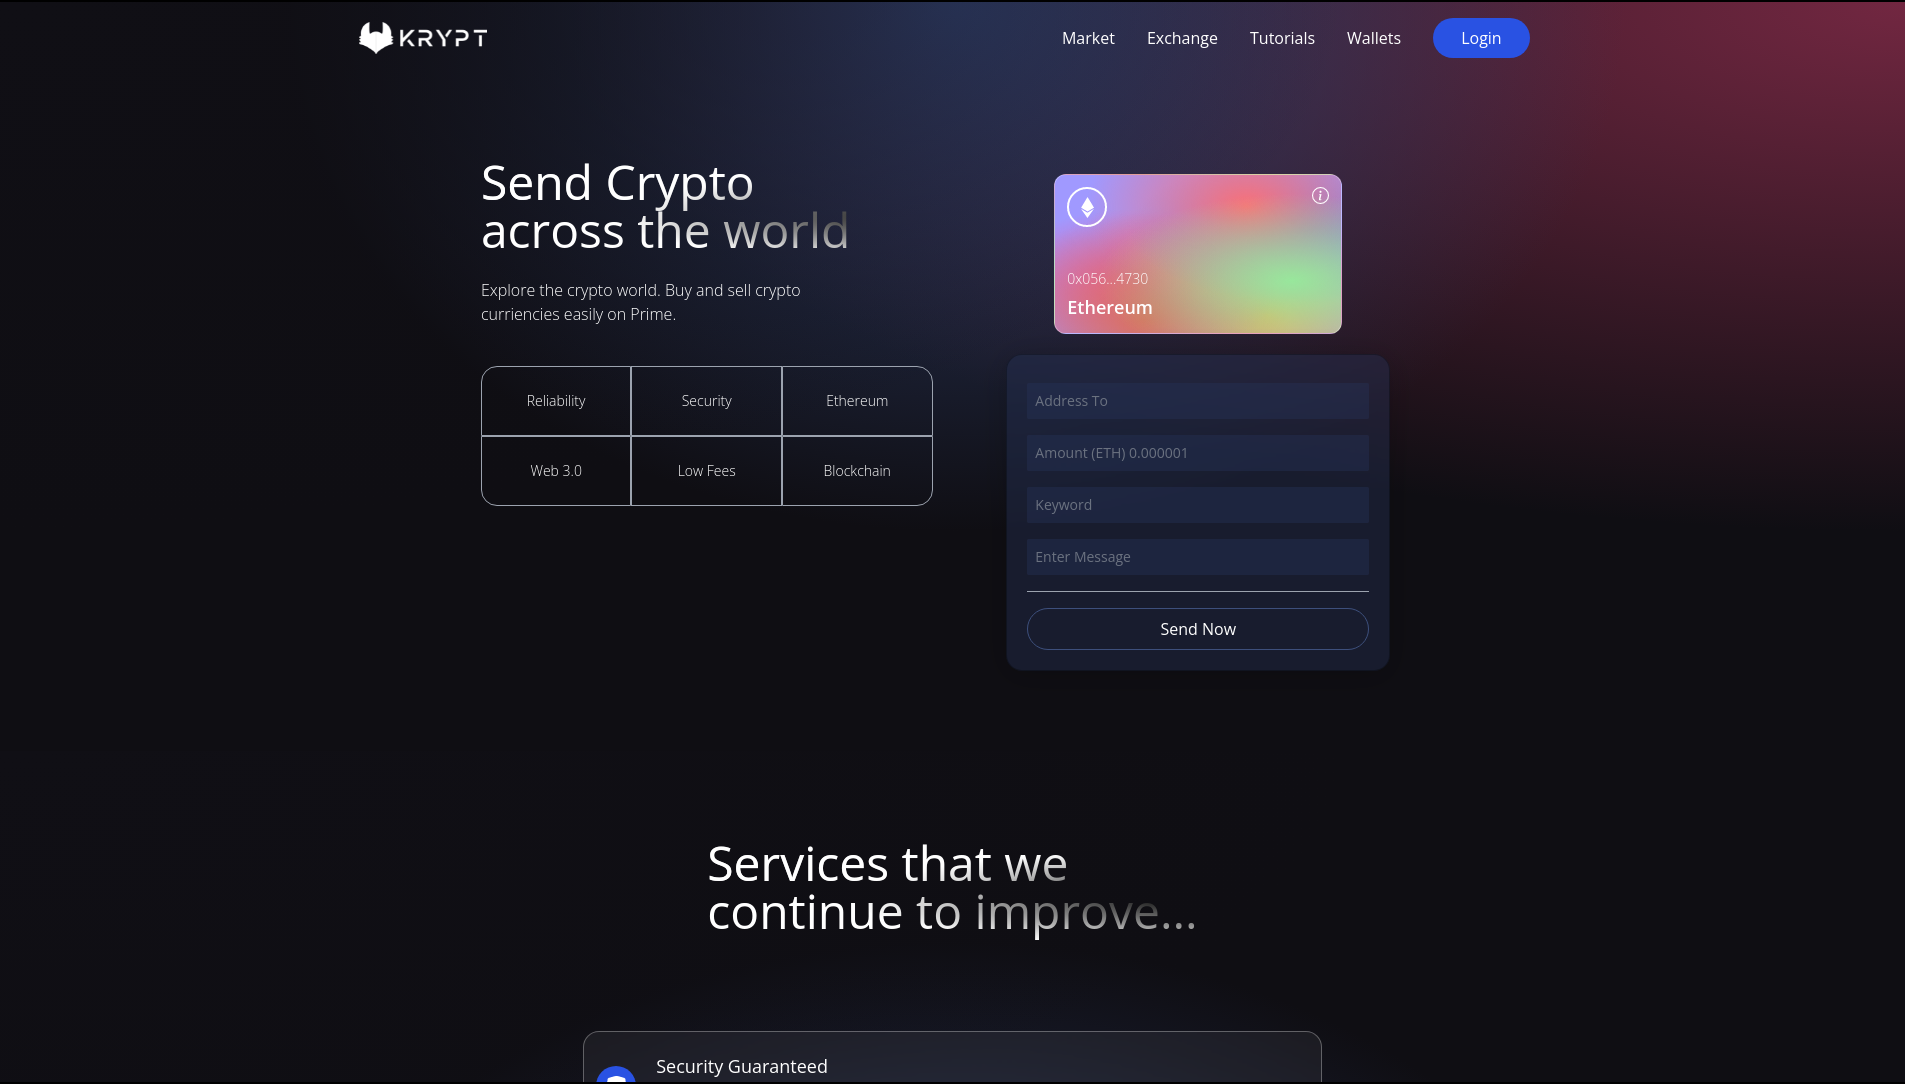 KRYPT
Market
Exchange
Tutorials
Wallets
Login
Send Crypto
across the world
Explore the crypto world. Buy and sell crypto
curriencies easily on Prime.
Reliability
Security
Ethereum
Web 3.0
Low Fees
Blockchain
0x056...4730
Ethereum
Address To
Amount (ETH) 0.000001
Keyword
Enter Message
Send Now
Services that we
continue to improve...
Security Guaranteed